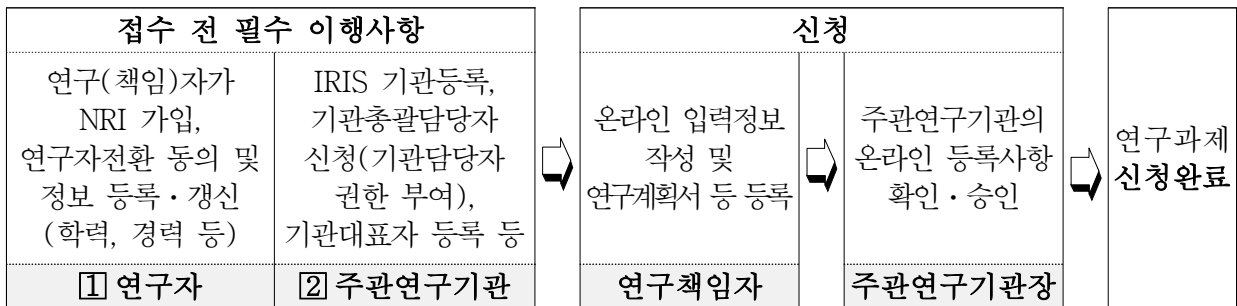 접수 전 필수 이행사항
연구(책임)자가
NRI 가입,
연구자전환 동의 및
정보 등록・갱신
(학력, 경력 등)
1 연구자
IRIS 기관등록,
기관총괄담당자
신청(기관담당자
권한 부여),
기관대표자 등록 등
2 주관연구기관
신청
온라인 입력정보
작성 및
연구계획서 등 등록
연구책임자
주관연구기관의
온라인 등록사항
확인・승인
주관연구기관장
연구과제
신청완료